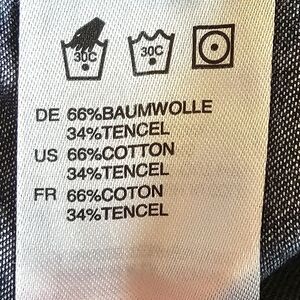 30C 30C
DE 66%BAUMWOLLE
34%TENCEL
US 66%COTTON
34%TENCEL
FR 66%COTON
34%TENCEL